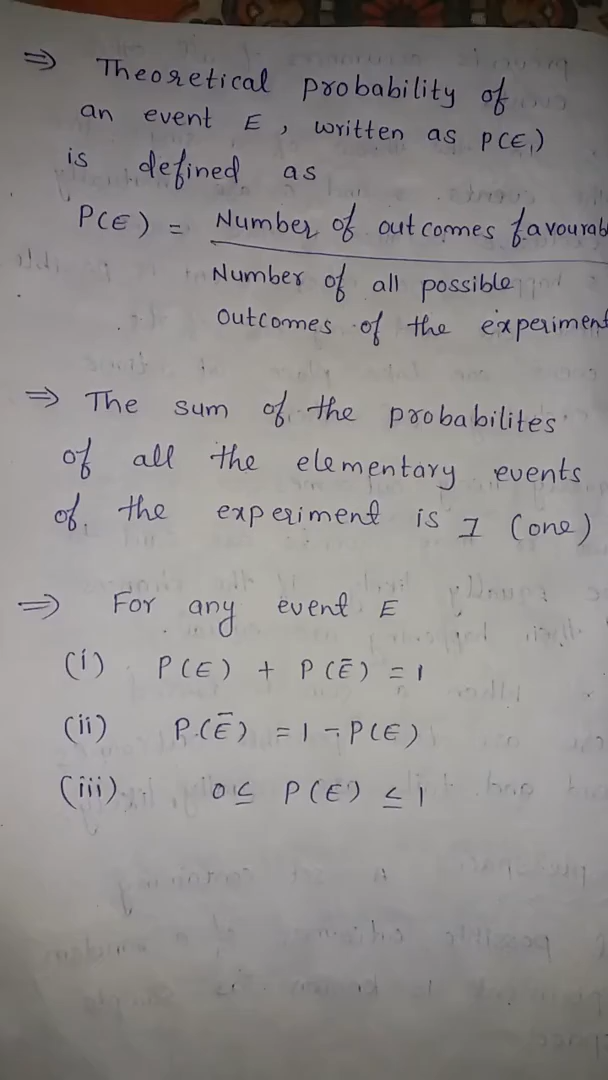 ⇒ Theoretical probability of
an event E, written as P(E)
is defined as
P(E) = Number of outcomes favourab
Number of all possible
outcomes of the experiment
⇒ The sum of the probabilites
of all the elementary events
of the experiment is 1 (one)
⇒ For any event E
(i) P(E) + P(Ē) = 1
(ii) P(Ē) = 1 - P(E)
(iii) 0 ≤ P(E) ≤ 1